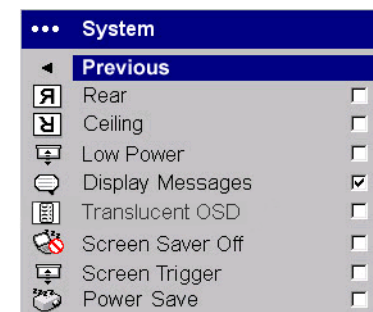 System
Previous
Rear
Ceiling
Low Power
Display Messages
Translucent OSD
Screen Saver Off
Screen Trigger
Power Save